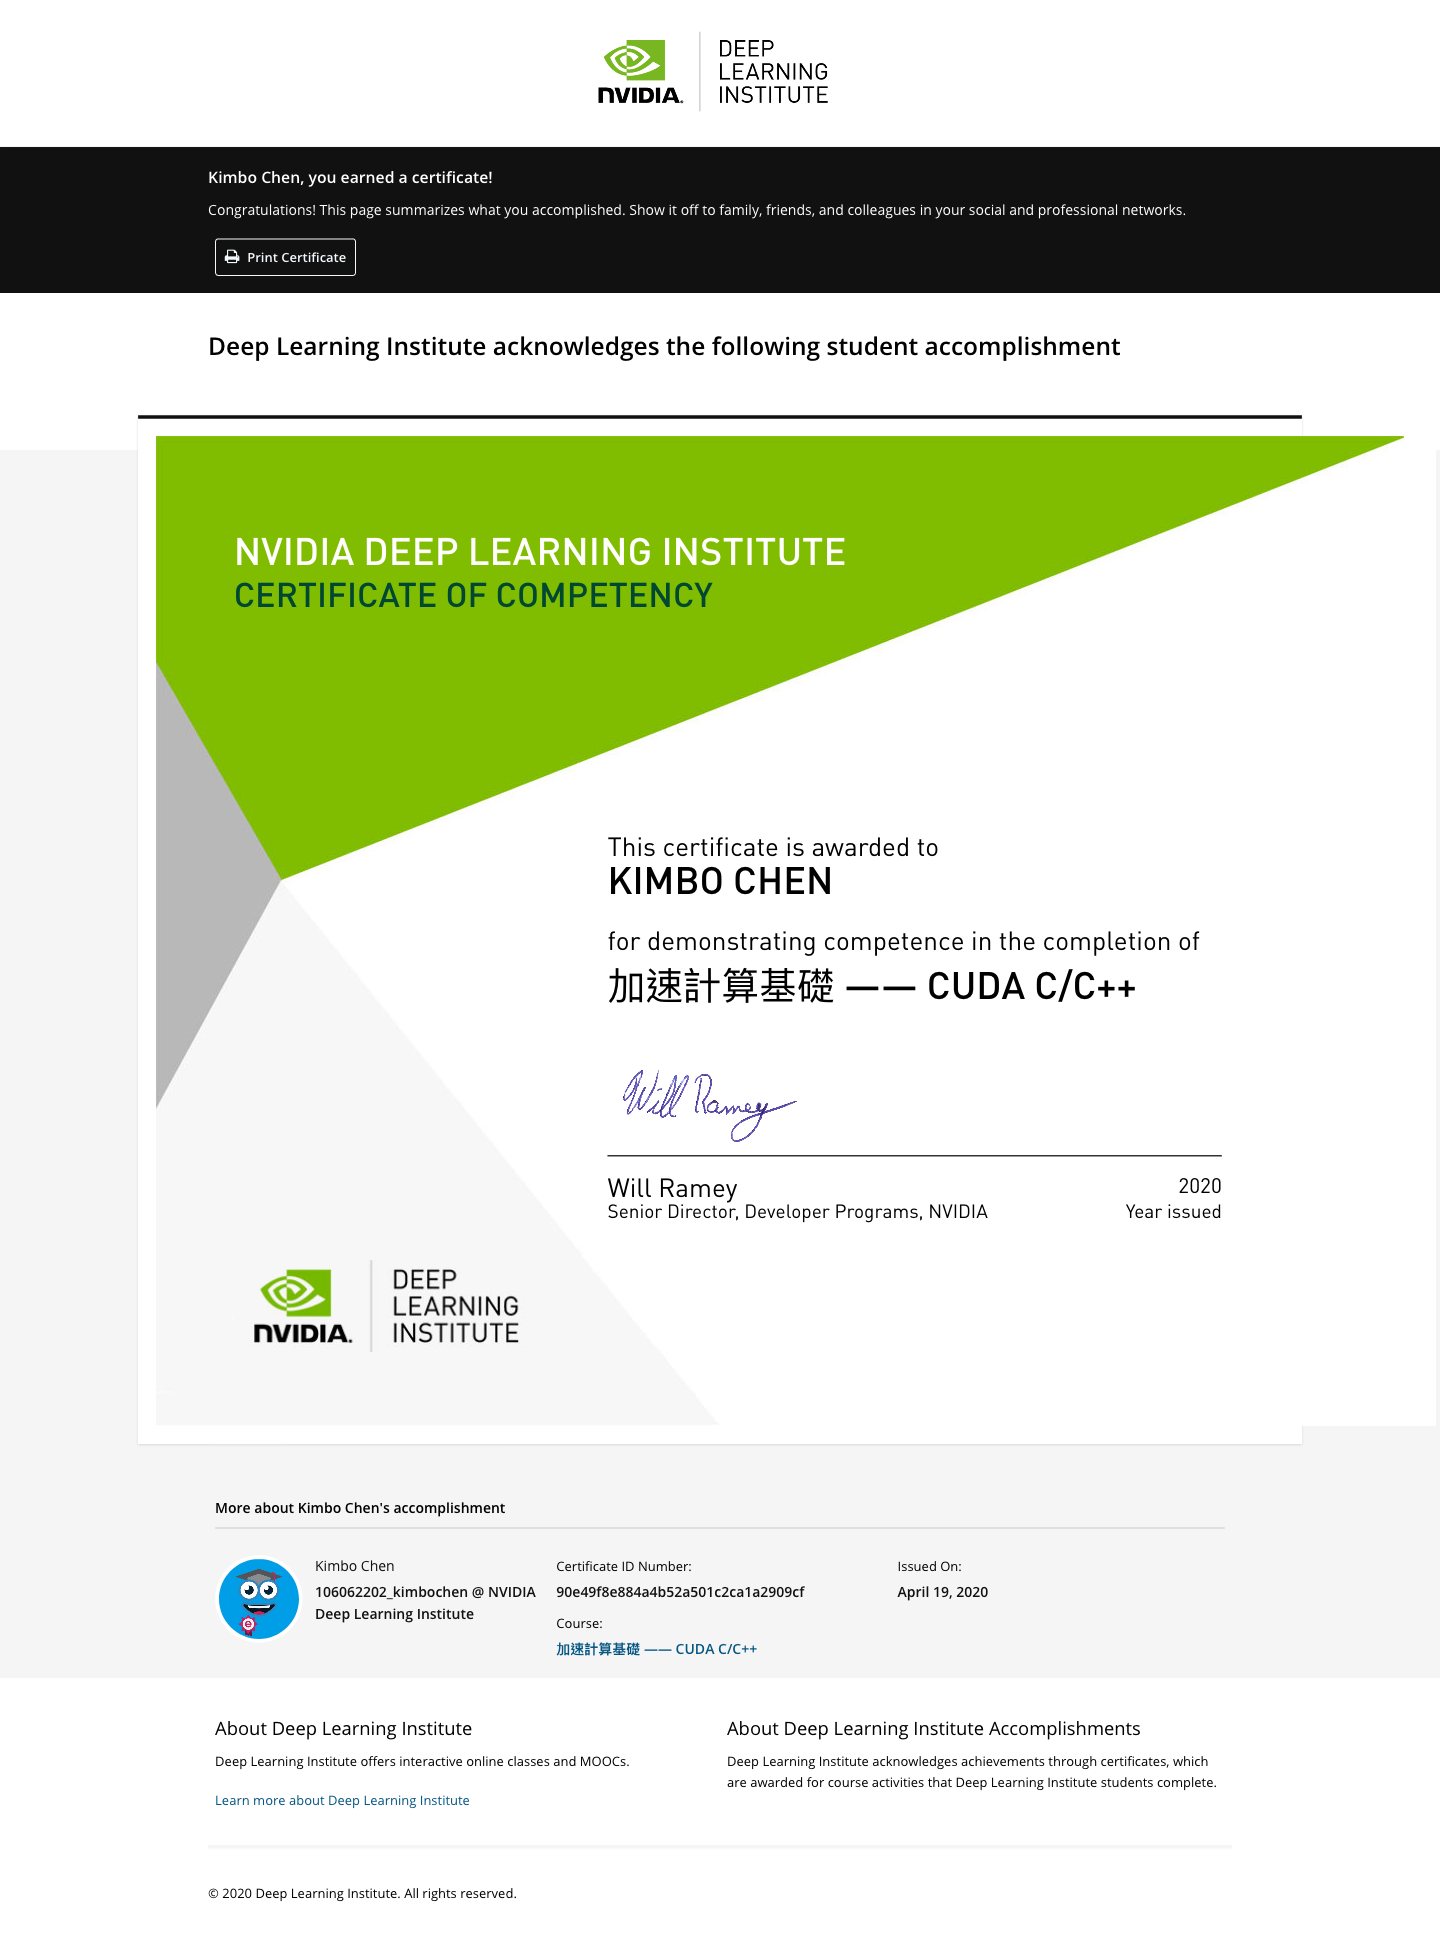 NVIDIA.
DEEP
LEARNING
INSTITUTE
Kimbo Chen, you earned a certificate!
Congratulations! This page summarizes what you accomplished. Show it off to family, friends, and colleagues in your social and professional networks.
Print Certificate
Deep Learning Institute acknowledges the following student accomplishment
NVIDIA DEEP LEARNING INSTITUTE
CERTIFICATE OF COMPETENCY
This certificate is awarded to
KIMBO CHEN
for demonstrating competence in the completion of
加速計算基礎 —— CUDA C/C++
Will Ramey
Will Ramey
Senior Director, Developer Programs, NVIDIA
2020
Year issued
NVIDIA.
DEEP
LEARNING
INSTITUTE
More about Kimbo Chen's accomplishment
Kimbo Chen
106062202_kimbochen @ NVIDIA
Deep Learning Institute
Certificate ID Number:
90e49f8e884a4b52a501c2ca1a2909cf
Course:
加速計算基礎 —— CUDA C/C++
Issued On:
April 19, 2020
About Deep Learning Institute
Deep Learning Institute offers interactive online classes and MOOCs.
Learn more about Deep Learning Institute
About Deep Learning Institute Accomplishments
Deep Learning Institute acknowledges achievements through certificates, which
are awarded for course activities that Deep Learning Institute students complete.
© 2020 Deep Learning Institute. All rights reserved.